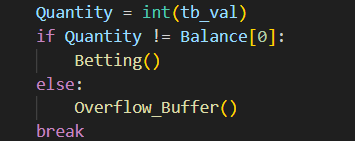 Quantity = int(tb_val)
if Quantity != Balance[0]:
    Betting()
else:
    Overflow_Buffer()
break